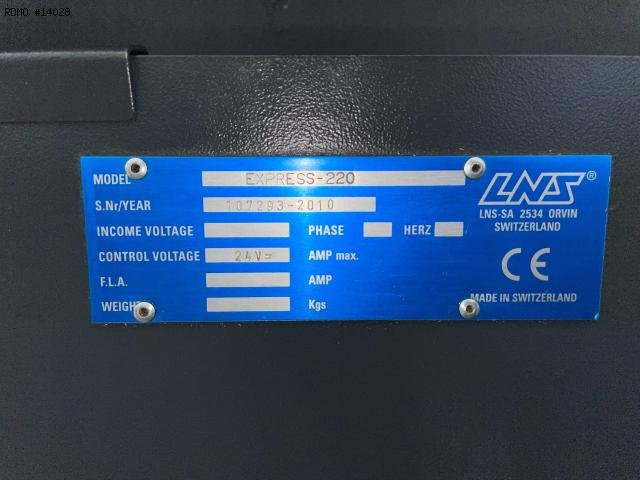 RDMO #14028
MODEL EXPRESS-220
S.Nr/YEAR 107293-2010
INCOME VOLTAGE PHASE HERZ
CONTROL VOLTAGE 24V= AMP max.
F.L.A. AMP
WEIGHT Kgs
LNS®
LNS-SA 2534 ORVIN
SWITZERLAND
CE
MADE IN SWITZERLAND